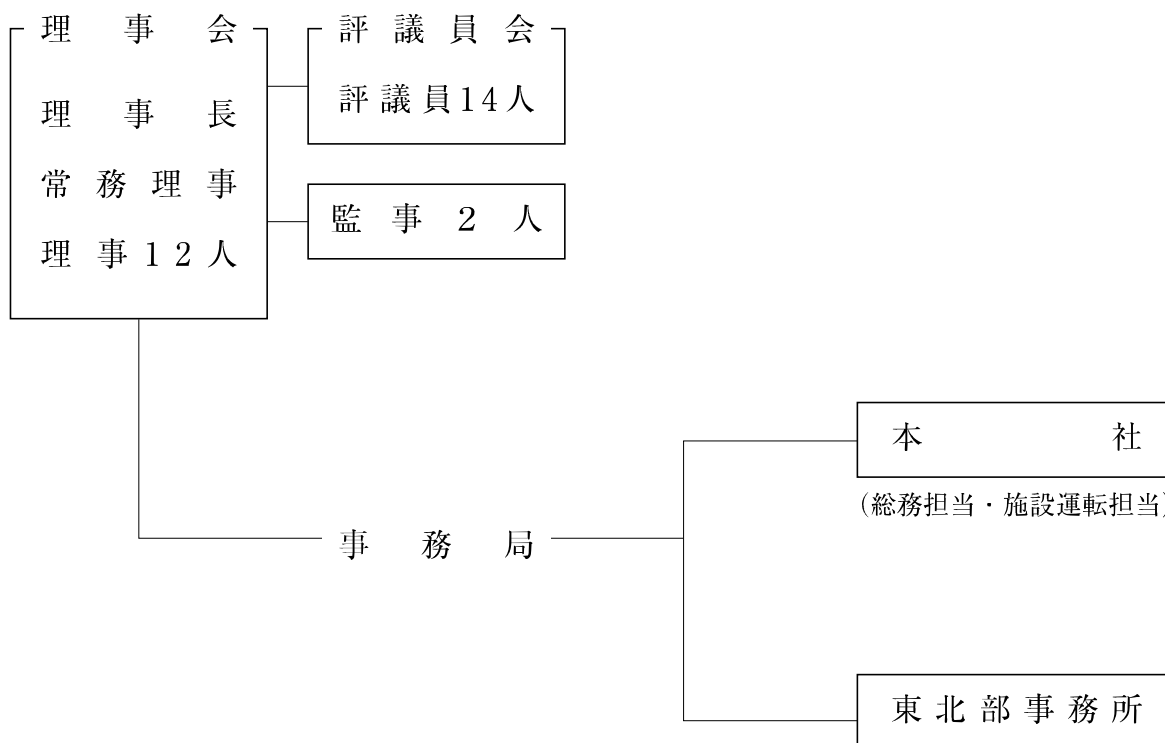 理事会
理事長
常務理事
理事12人
評議員会
評議員14人
監事2人
事務局
本社
(総務担当・施設運転担当)
東北部事務所